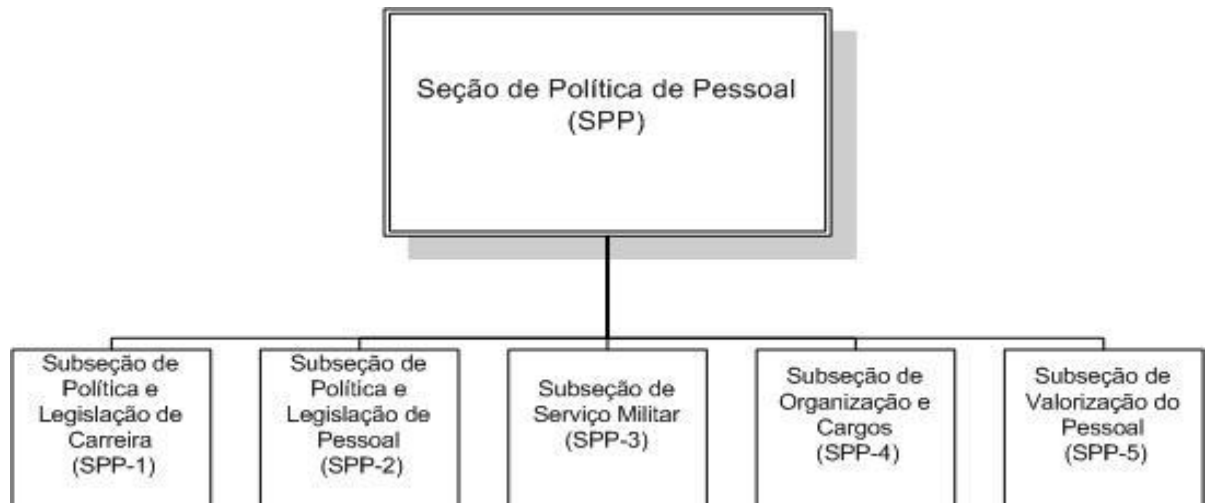 Seção de Política de Pessoal
(SPP)
Subseção de
Política e
Legislação de
Carreira
(SPP-1)
Subseção de
Política e
Legislação de
Pessoal
(SPP-2)
Subseção de
Serviço Militar
(SPP-3)
Subseção de
Organização e
Cargos
(SPP-4)
Subseção de
Valorização do
Pessoal
(SPP-5)